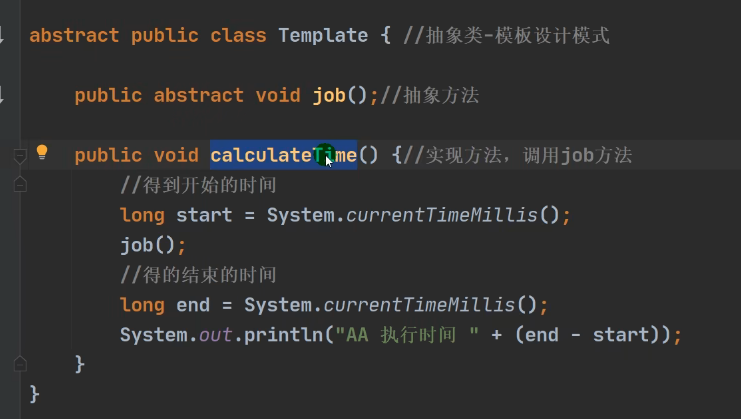 abstract public class Template { //抽象类-模板设计模式
public abstract void job();//抽象方法
public void calculateTime() {//实现方法，调用job方法
//得到开始的时间
long start = System.currentTimeMillis();
job();
//得的结束的时间
long end = System.currentTimeMillis();
System.out.println("AA 执行时间 " + (end - start));
}
}